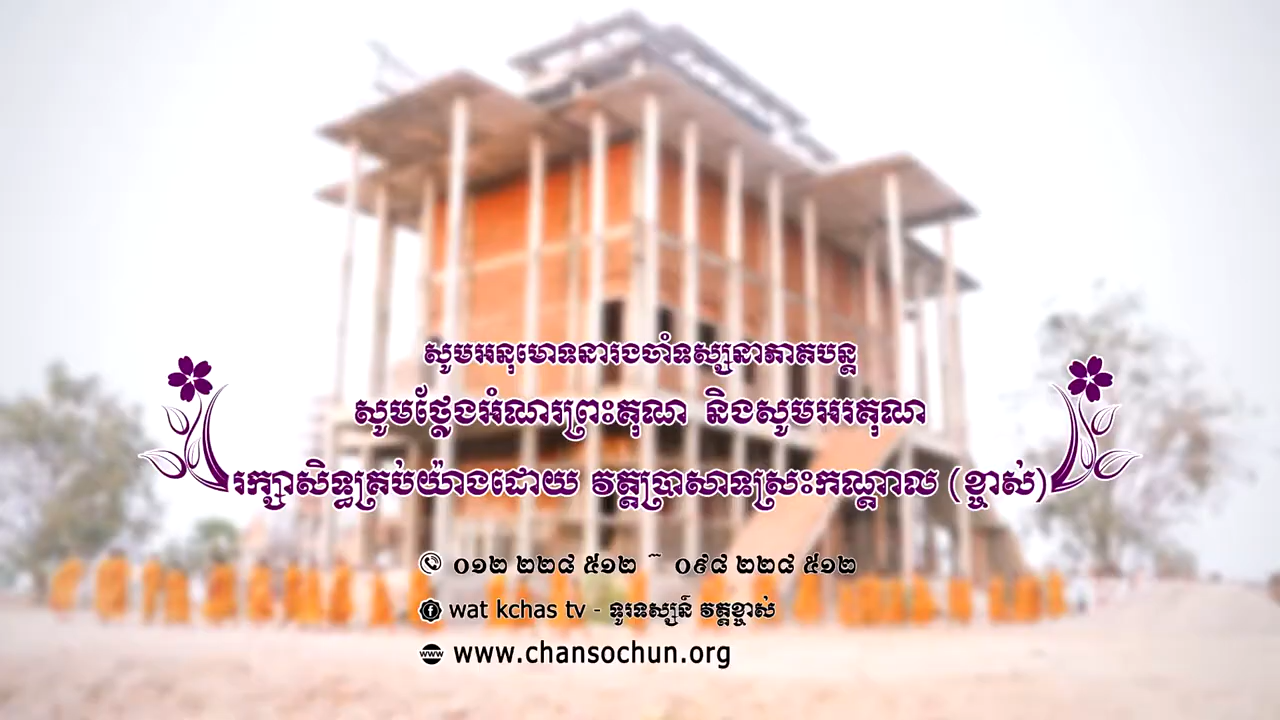 សូមអនុមោទនារងចាំទស្សនាភាគបន្ត
សូមថ្លែងអំណរព្រះគុណ និងសូមអរគុណ
រក្សាសិទ្ធគ្រប់យ៉ាងដោយ វត្តប្រាសាទស្រះកណ្ដាល (ខ្ចាស់)
០១២ ២២៨ ៥១២ ~ ០៩៨ ២២៨ ៥១២
wat kchas tv - ទូរទស្សន៍ វត្តខ្ចាស់
www www.chansochun.org